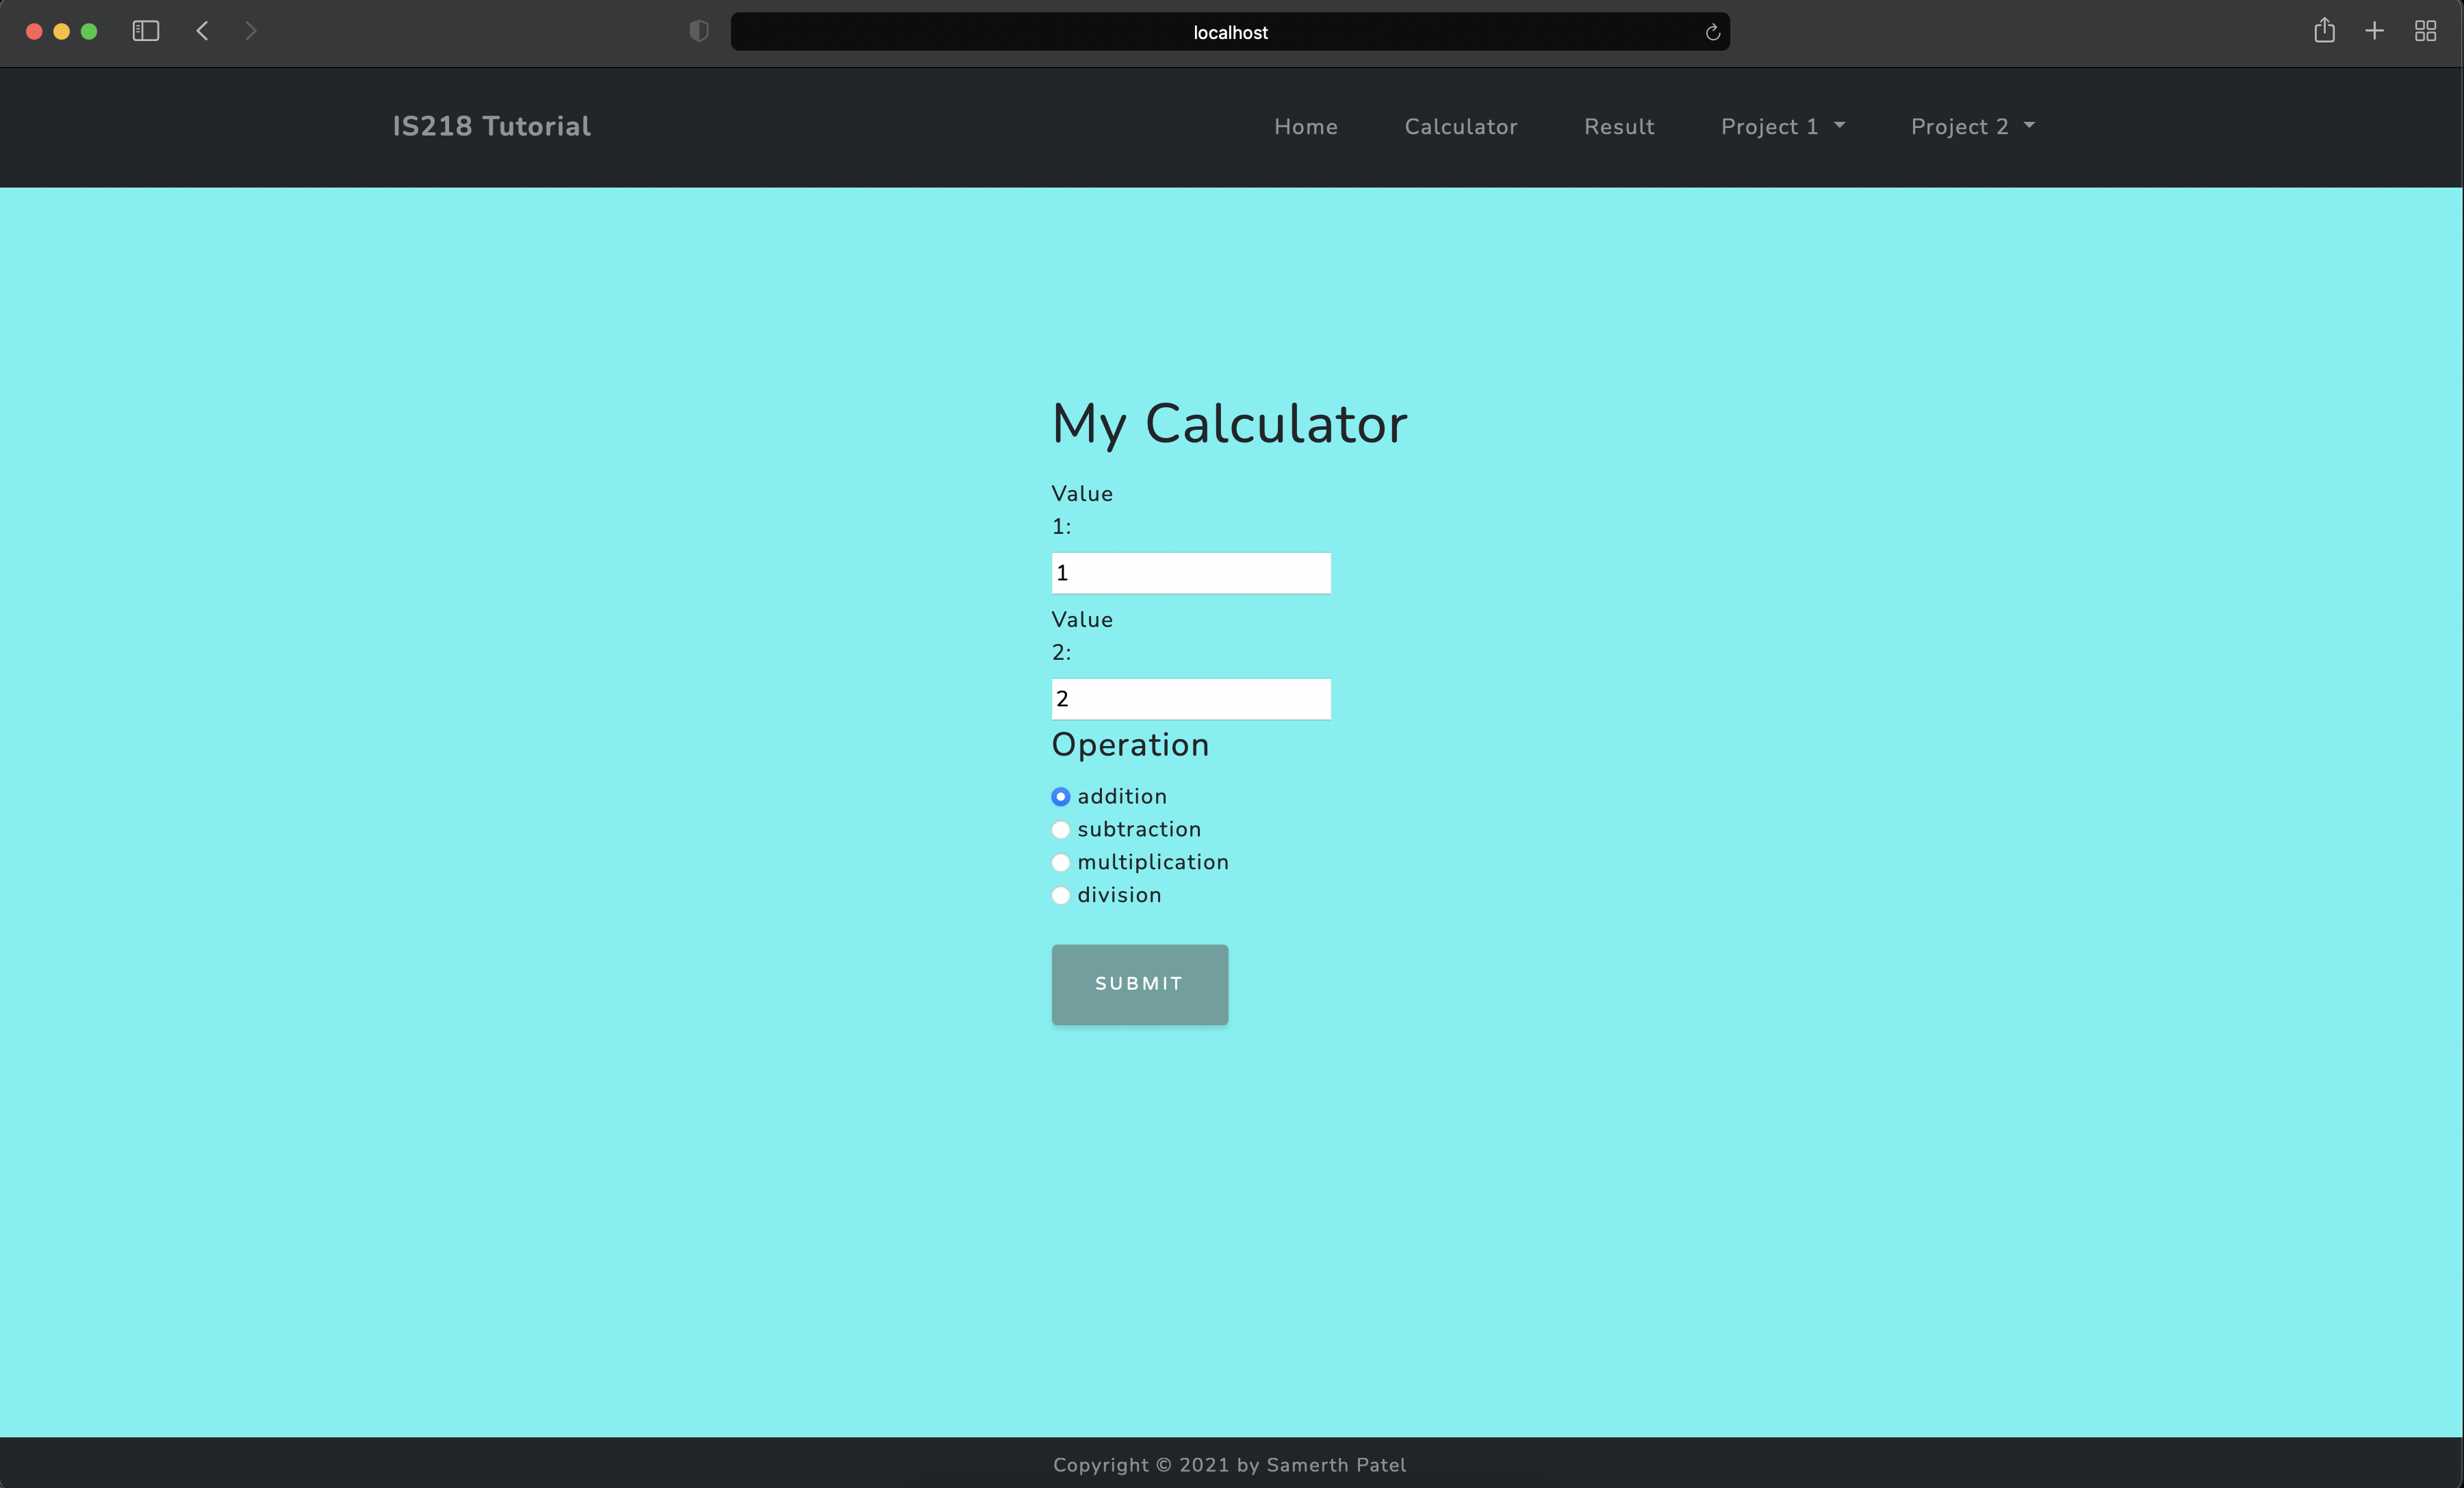 localhost
IS218 Tutorial
Home
Calculator
Result
Project 1
Project 2
My Calculator
Value
1:
1
Value
2:
2
Operation
addition
subtraction
multiplication
division
SUBMIT
Copyright © 2021 by Samerth Patel